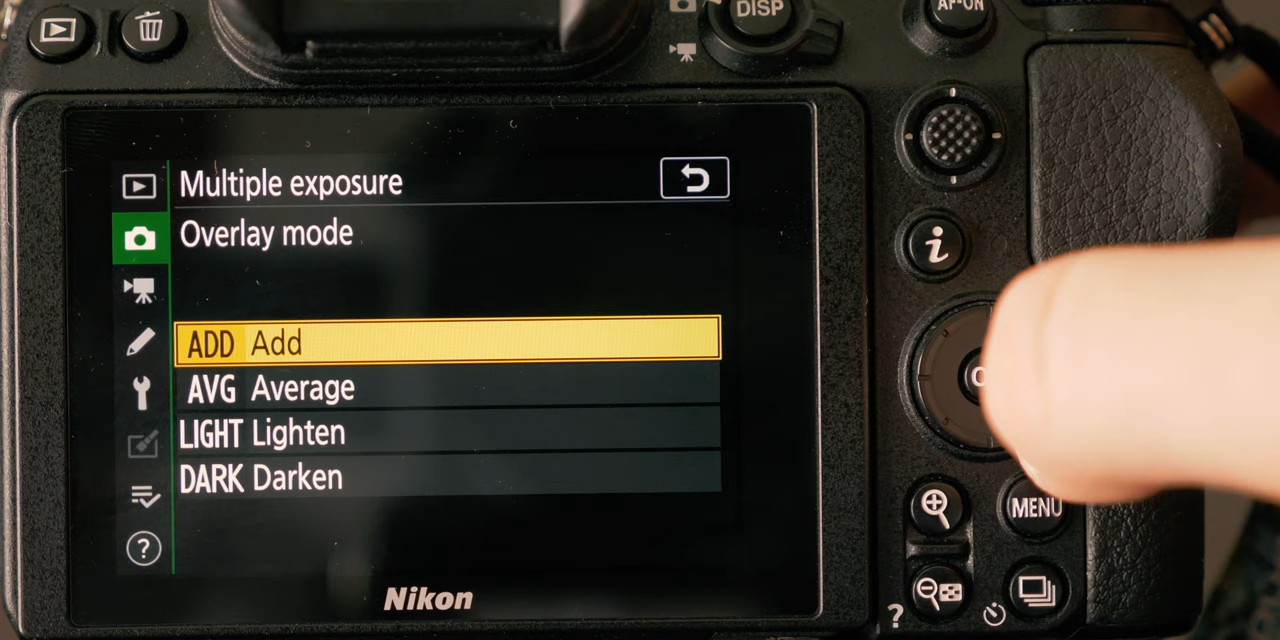 DISP
AF-ON
Multiple exposure
Overlay mode
ADD Add
AVG Average
LIGHT Lighten
DARK Darken
?
Nikon
i
MENU
?